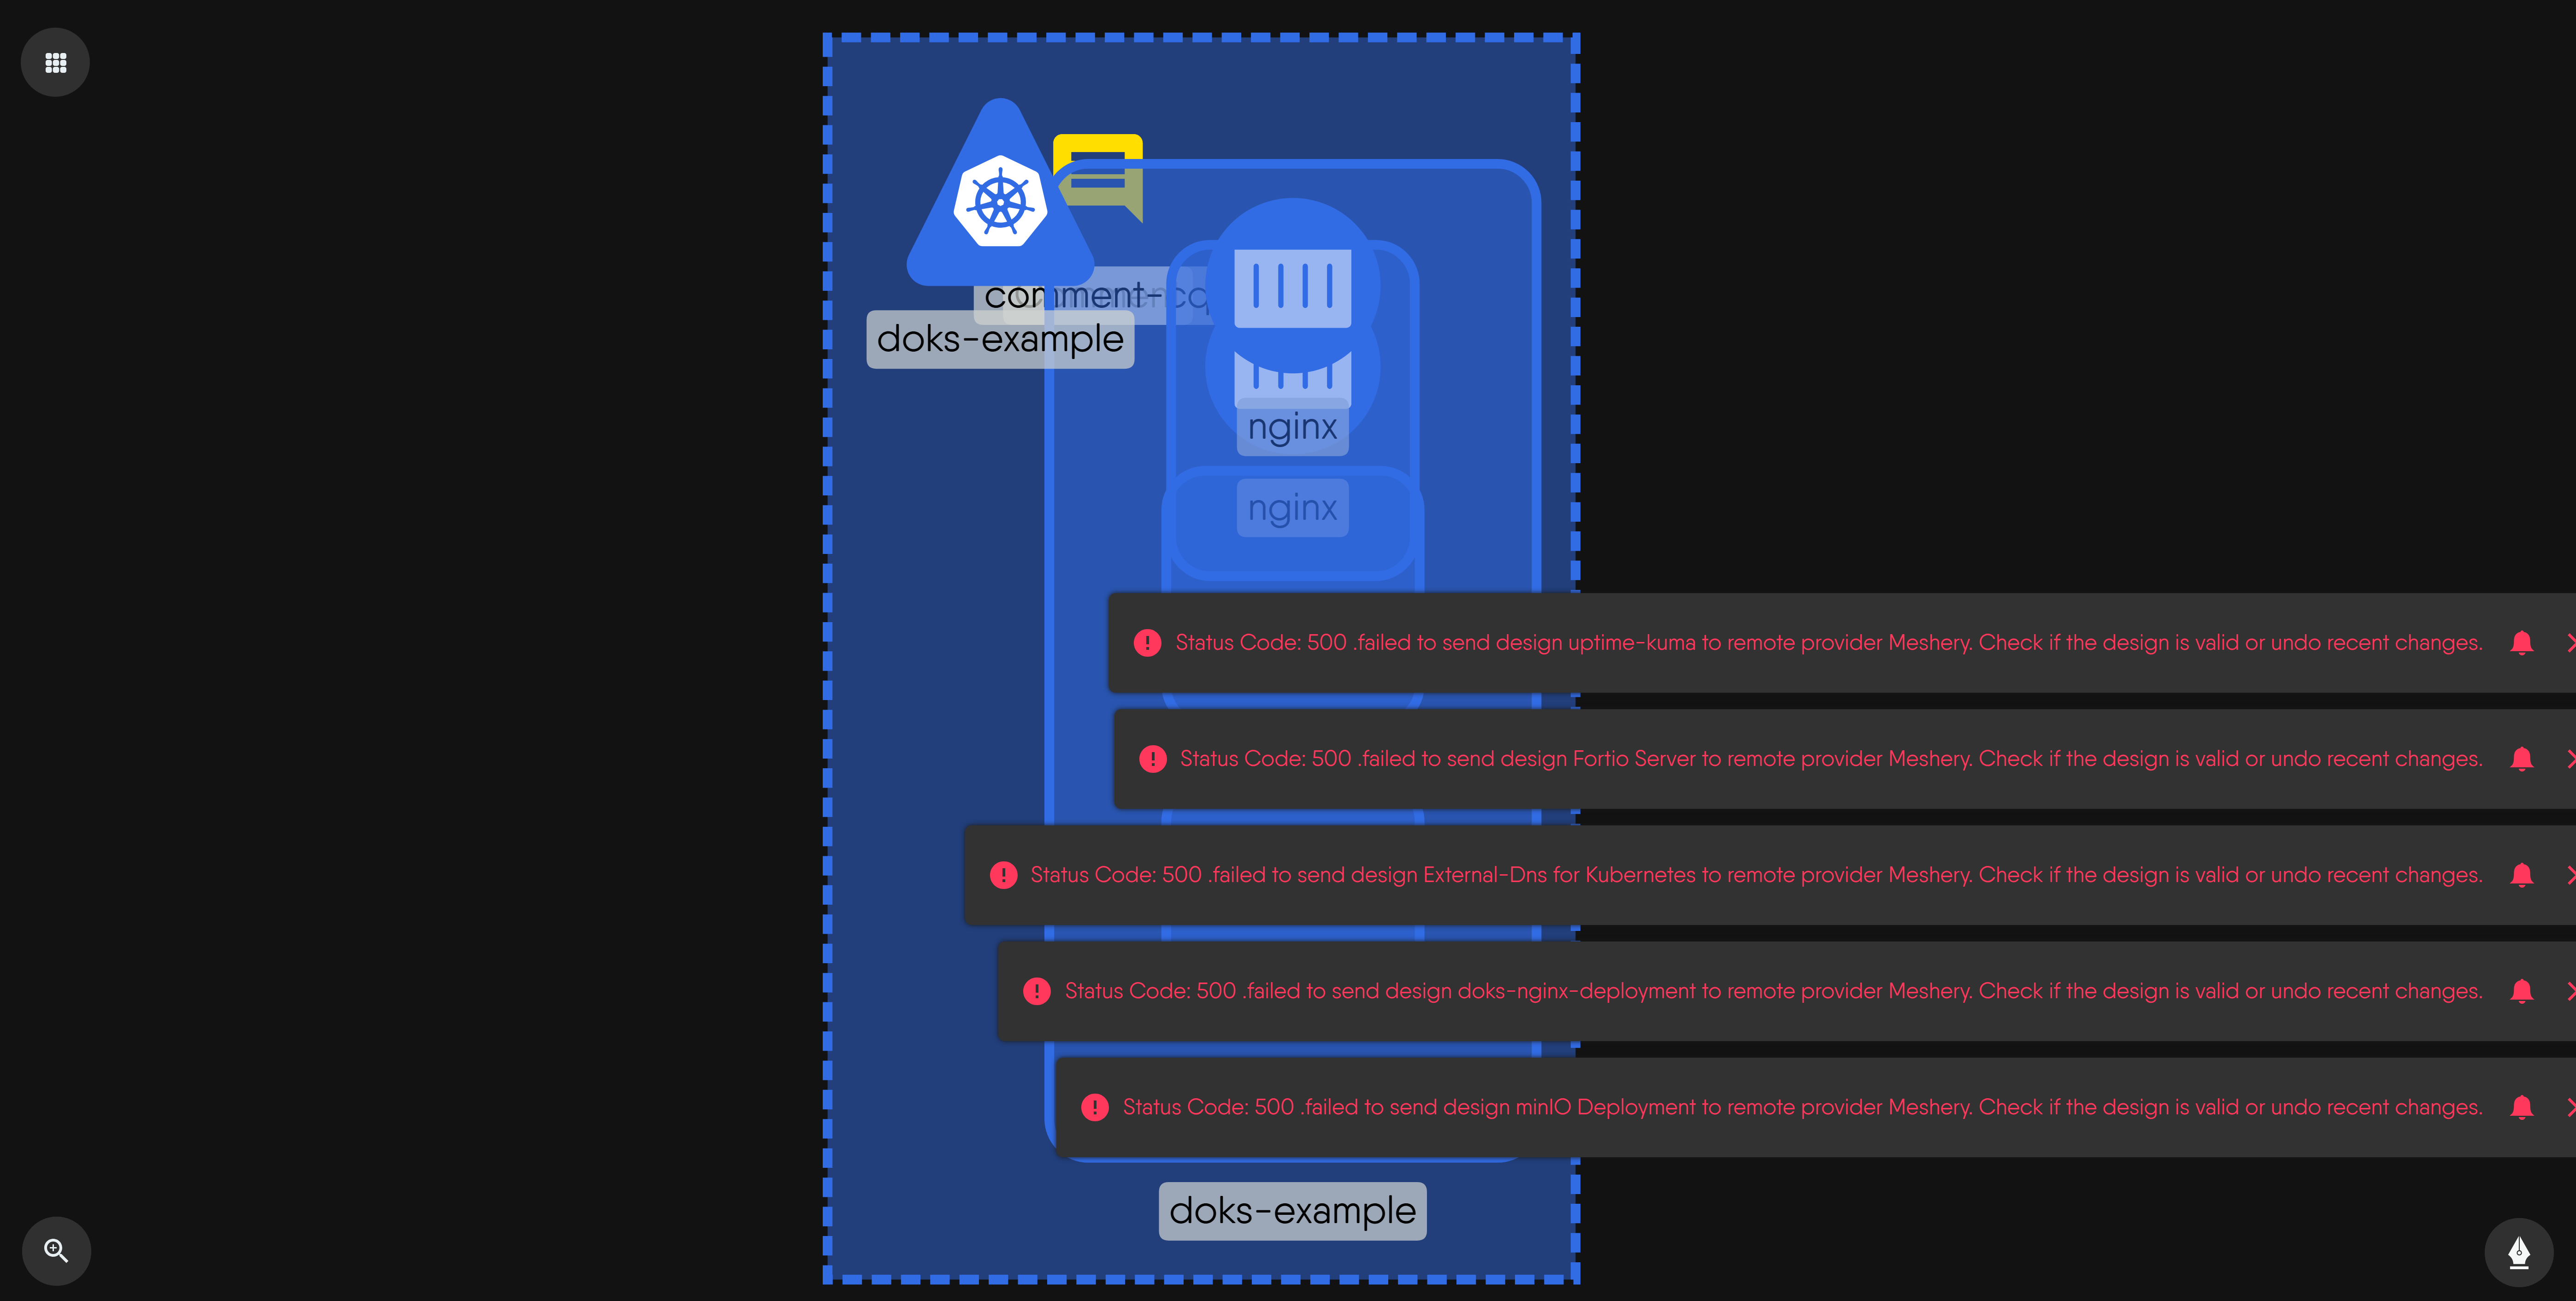 comment-
doks-example
nginx
nginx
Status Code: 500 .failed to send design uptime-kuma to remote provider Meshery. Check if the design is valid or undo recent changes.
Status Code: 500 .failed to send design Fortio Server to remote provider Meshery. Check if the design is valid or undo recent changes.
Status Code: 500 .failed to send design External-Dns for Kubernetes to remote provider Meshery. Check if the design is valid or undo recent changes.
Status Code: 500 .failed to send design doks-nginx-deployment to remote provider Meshery. Check if the design is valid or undo recent changes.
Status Code: 500 .failed to send design minIO Deployment to remote provider Meshery. Check if the design is valid or undo recent changes.
doks-example